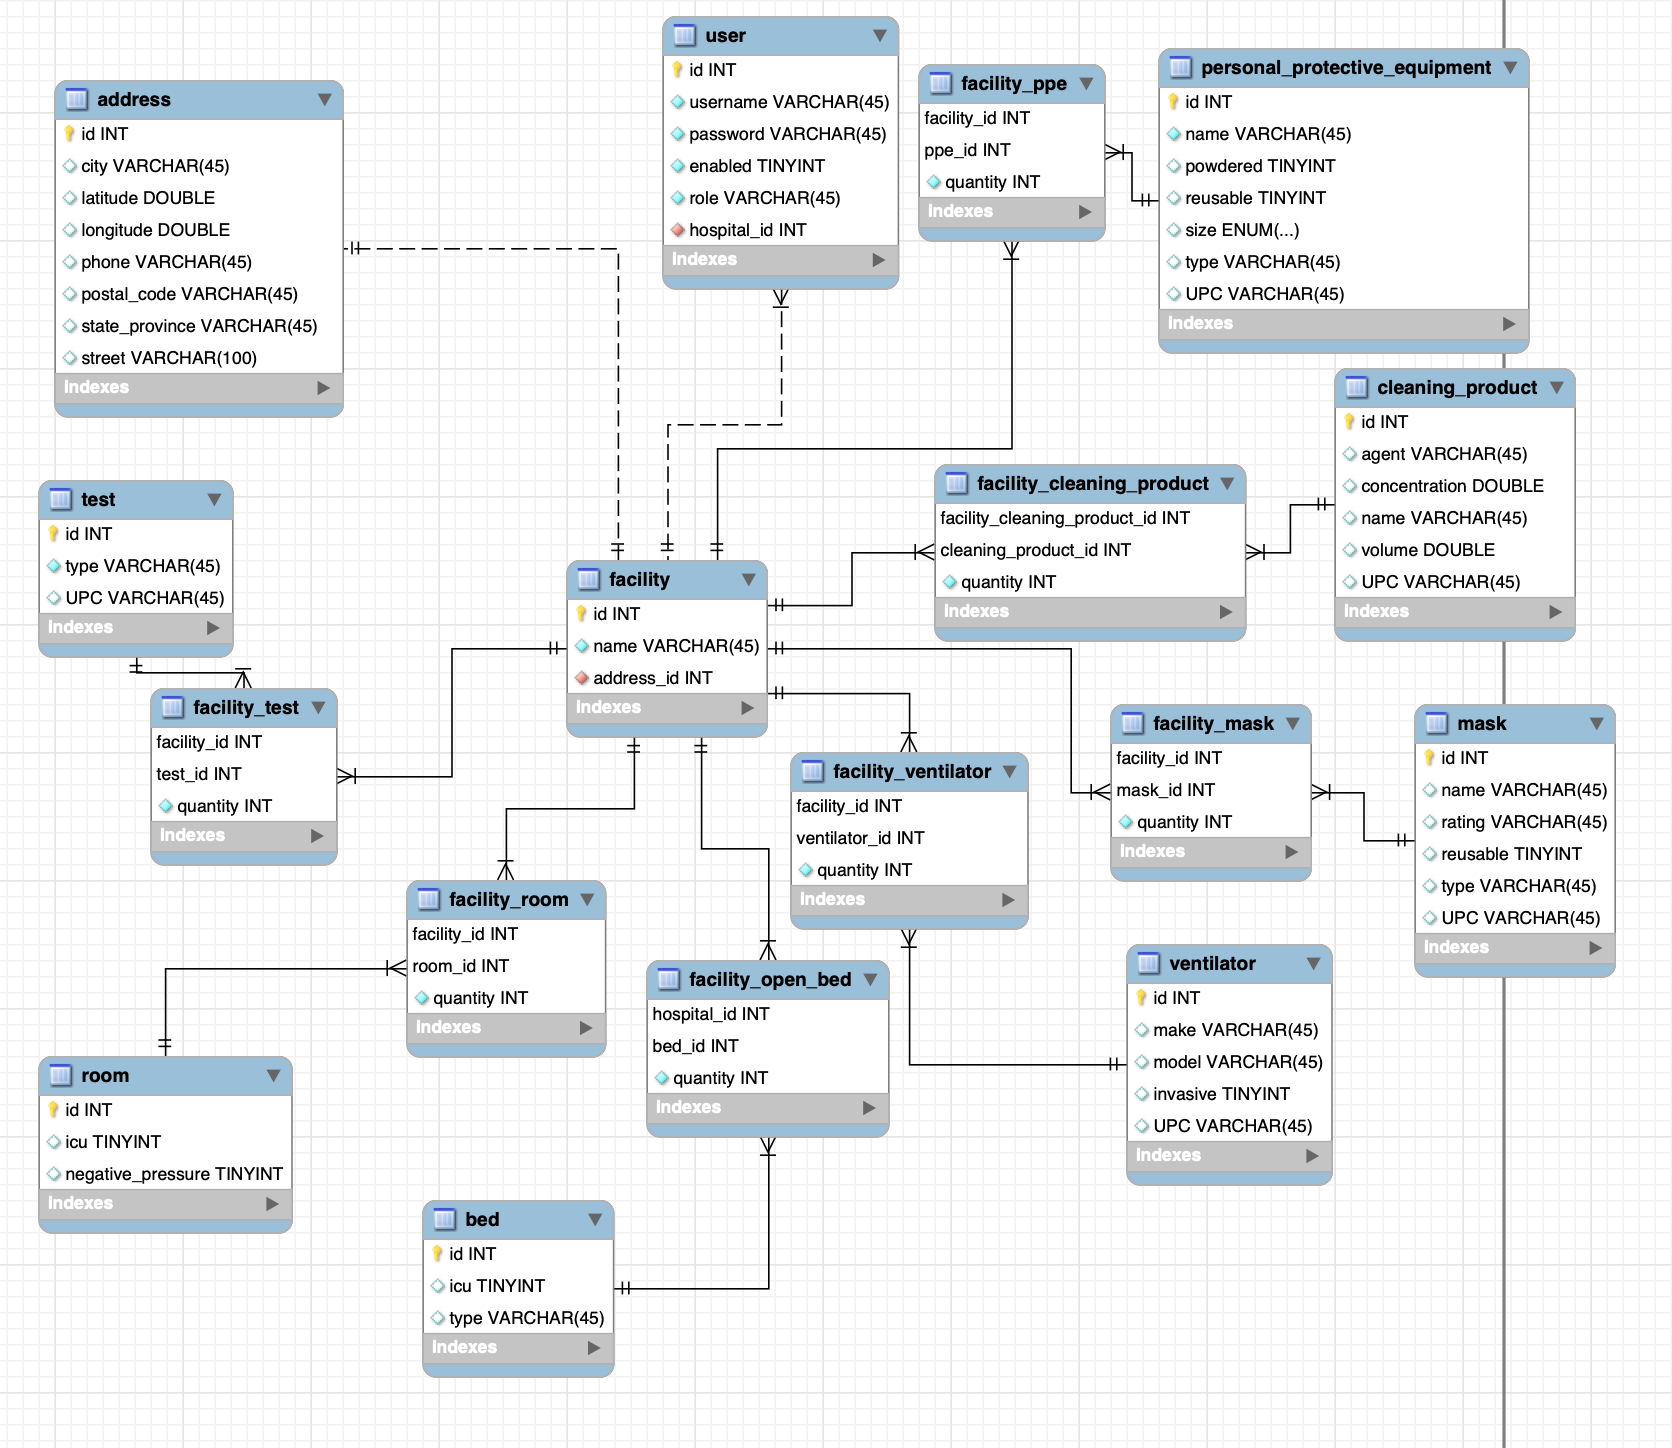 user
id INT
username VARCHAR(45)
password VARCHAR(45)
enabled TINYINT
role VARCHAR(45)
hospital_id INT
Indexes
facility_ppe
facility_id INT
ppe_id INT
quantity INT
Indexes
personal_protective_equipment
id INT
name VARCHAR(45)
powdered TINYINT
reusable TINYINT
size ENUM(...)
type VARCHAR(45)
UPC VARCHAR(45)
Indexes
address
id INT
city VARCHAR(45)
latitude DOUBLE
longitude DOUBLE
phone VARCHAR(45)
postal_code VARCHAR(45)
state_province VARCHAR(45)
street VARCHAR(100)
Indexes
cleaning_product
id INT
agent VARCHAR(45)
concentration DOUBLE
name VARCHAR(45)
volume DOUBLE
UPC VARCHAR(45)
Indexes
facility_cleaning_product
facility_cleaning_product_id INT
cleaning_product_id INT
quantity INT
Indexes
test
id INT
type VARCHAR(45)
UPC VARCHAR(45)
Indexes
facility
id INT
name VARCHAR(45)
address_id INT
Indexes
facility_test
facility_id INT
test_id INT
quantity INT
Indexes
facility_mask
facility_id INT
mask_id INT
quantity INT
Indexes
mask
id INT
name VARCHAR(45)
rating VARCHAR(45)
reusable TINYINT
type VARCHAR(45)
UPC VARCHAR(45)
Indexes
facility_ventilator
facility_id INT
ventilator_id INT
quantity INT
Indexes
facility_room
facility_id INT
room_id INT
quantity INT
Indexes
facility_open_bed
hospital_id INT
bed_id INT
quantity INT
Indexes
ventilator
id INT
make VARCHAR(45)
model VARCHAR(45)
invasive TINYINT
UPC VARCHAR(45)
Indexes
room
id INT
icu TINYINT
negative_pressure TINYINT
Indexes
bed
id INT
icu TINYINT
type VARCHAR(45)
Indexes